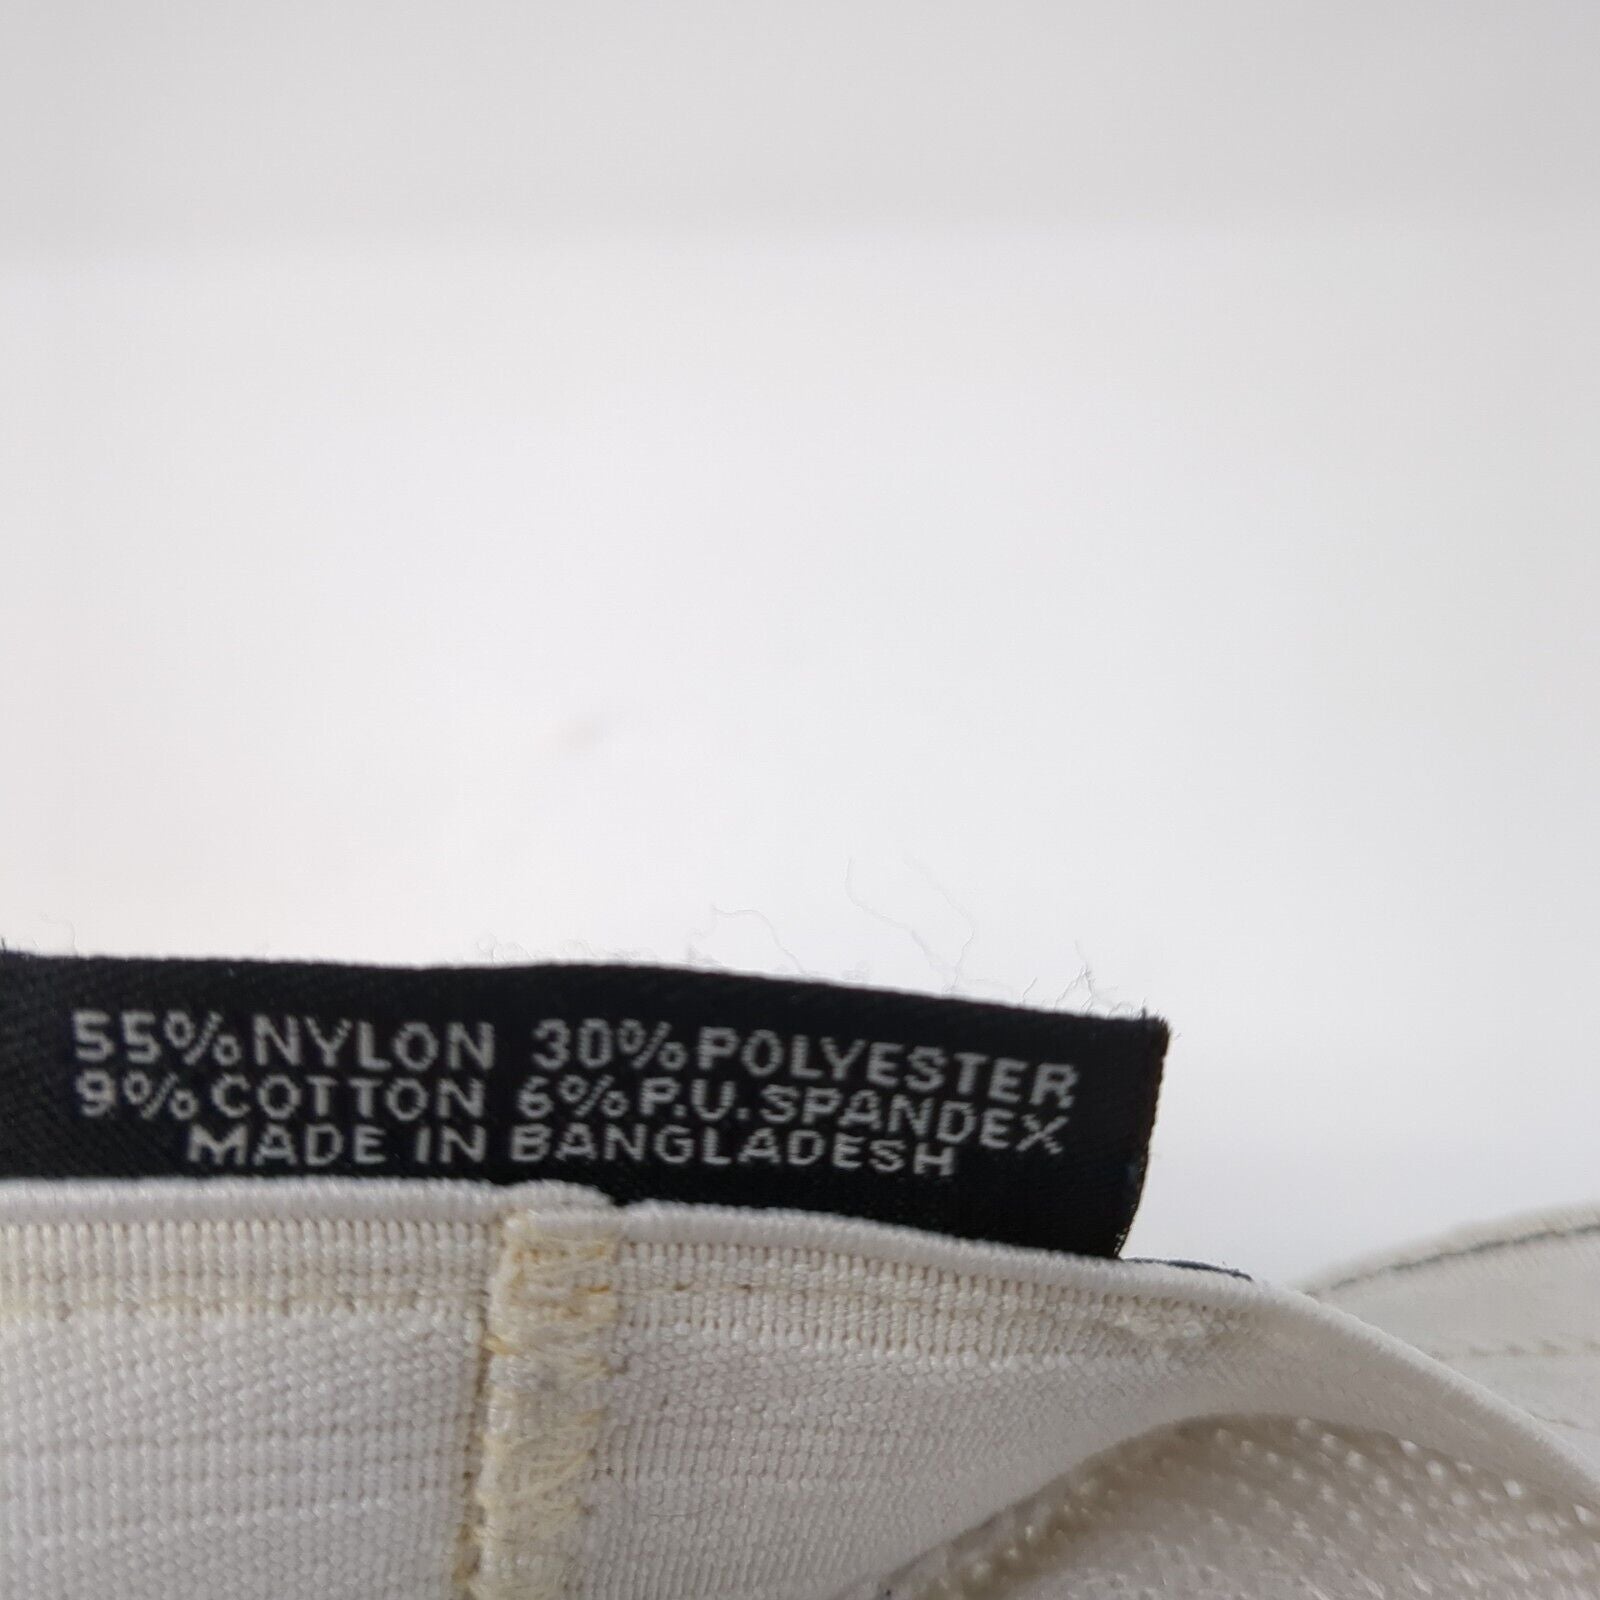 55% NYLON 30% POLYESTER
9% COTTON 6% P.U. SPANDEX
MADE IN BANGLADESH